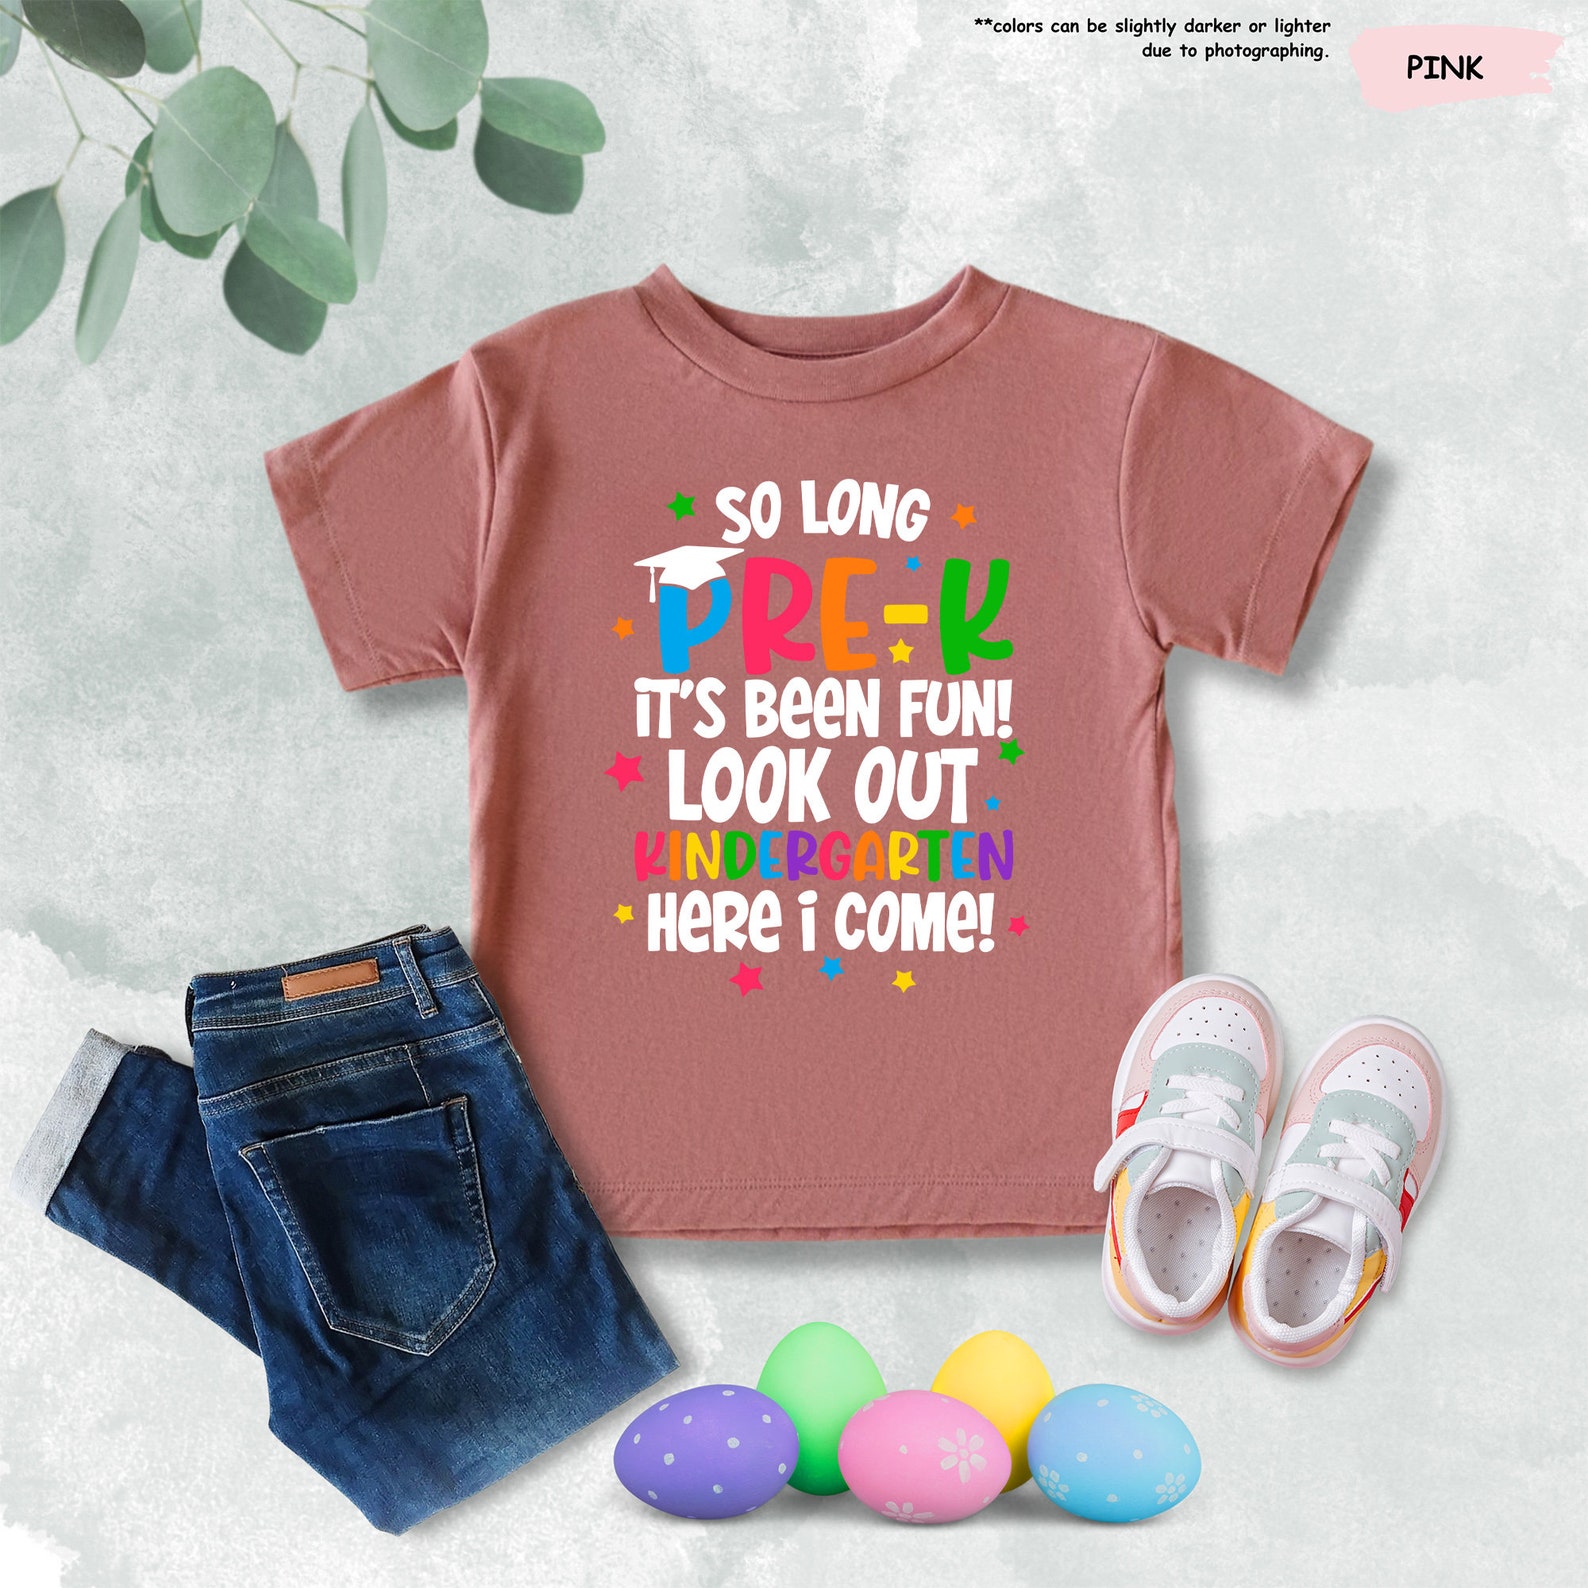 **colors can be slightly darker or lighter
due to photographing.
PINK
SO LONG
PRE-K
iT'S BeeN FUN!
LOOK OUT
KINDERGARTEN
HeRe i COMe!